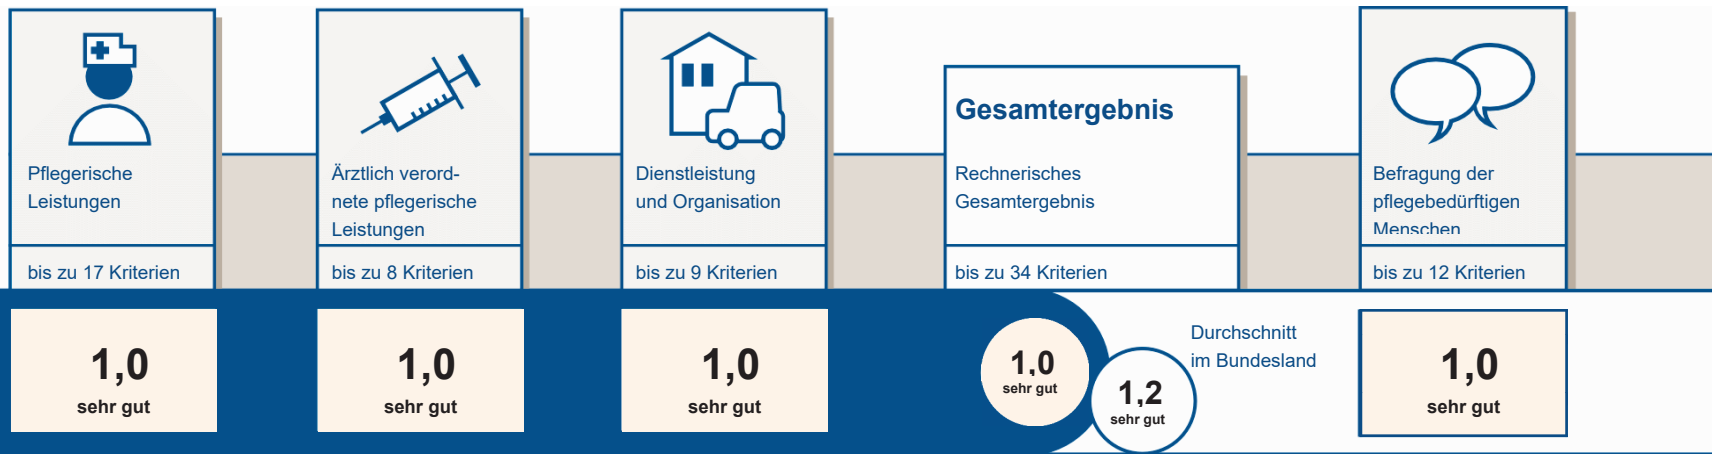 Pflegerische
Leistungen
bis zu 17 Kriterien
1,0
sehr gut
Ärztlich verord-
nete pflegerische
Leistungen
bis zu 8 Kriterien
1,0
sehr gut
Dienstleistung
und Organisation
bis zu 9 Kriterien
1,0
sehr gut
Gesamtergebnis
Rechnerisches
Gesamtergebnis
bis zu 34 Kriterien
1,0
sehr gut
1,2
sehr gut
Durchschnitt
im Bundesland
Befragung der
pflegebedürftigen
Menschen
bis zu 12 Kriterien
1,0
sehr gut